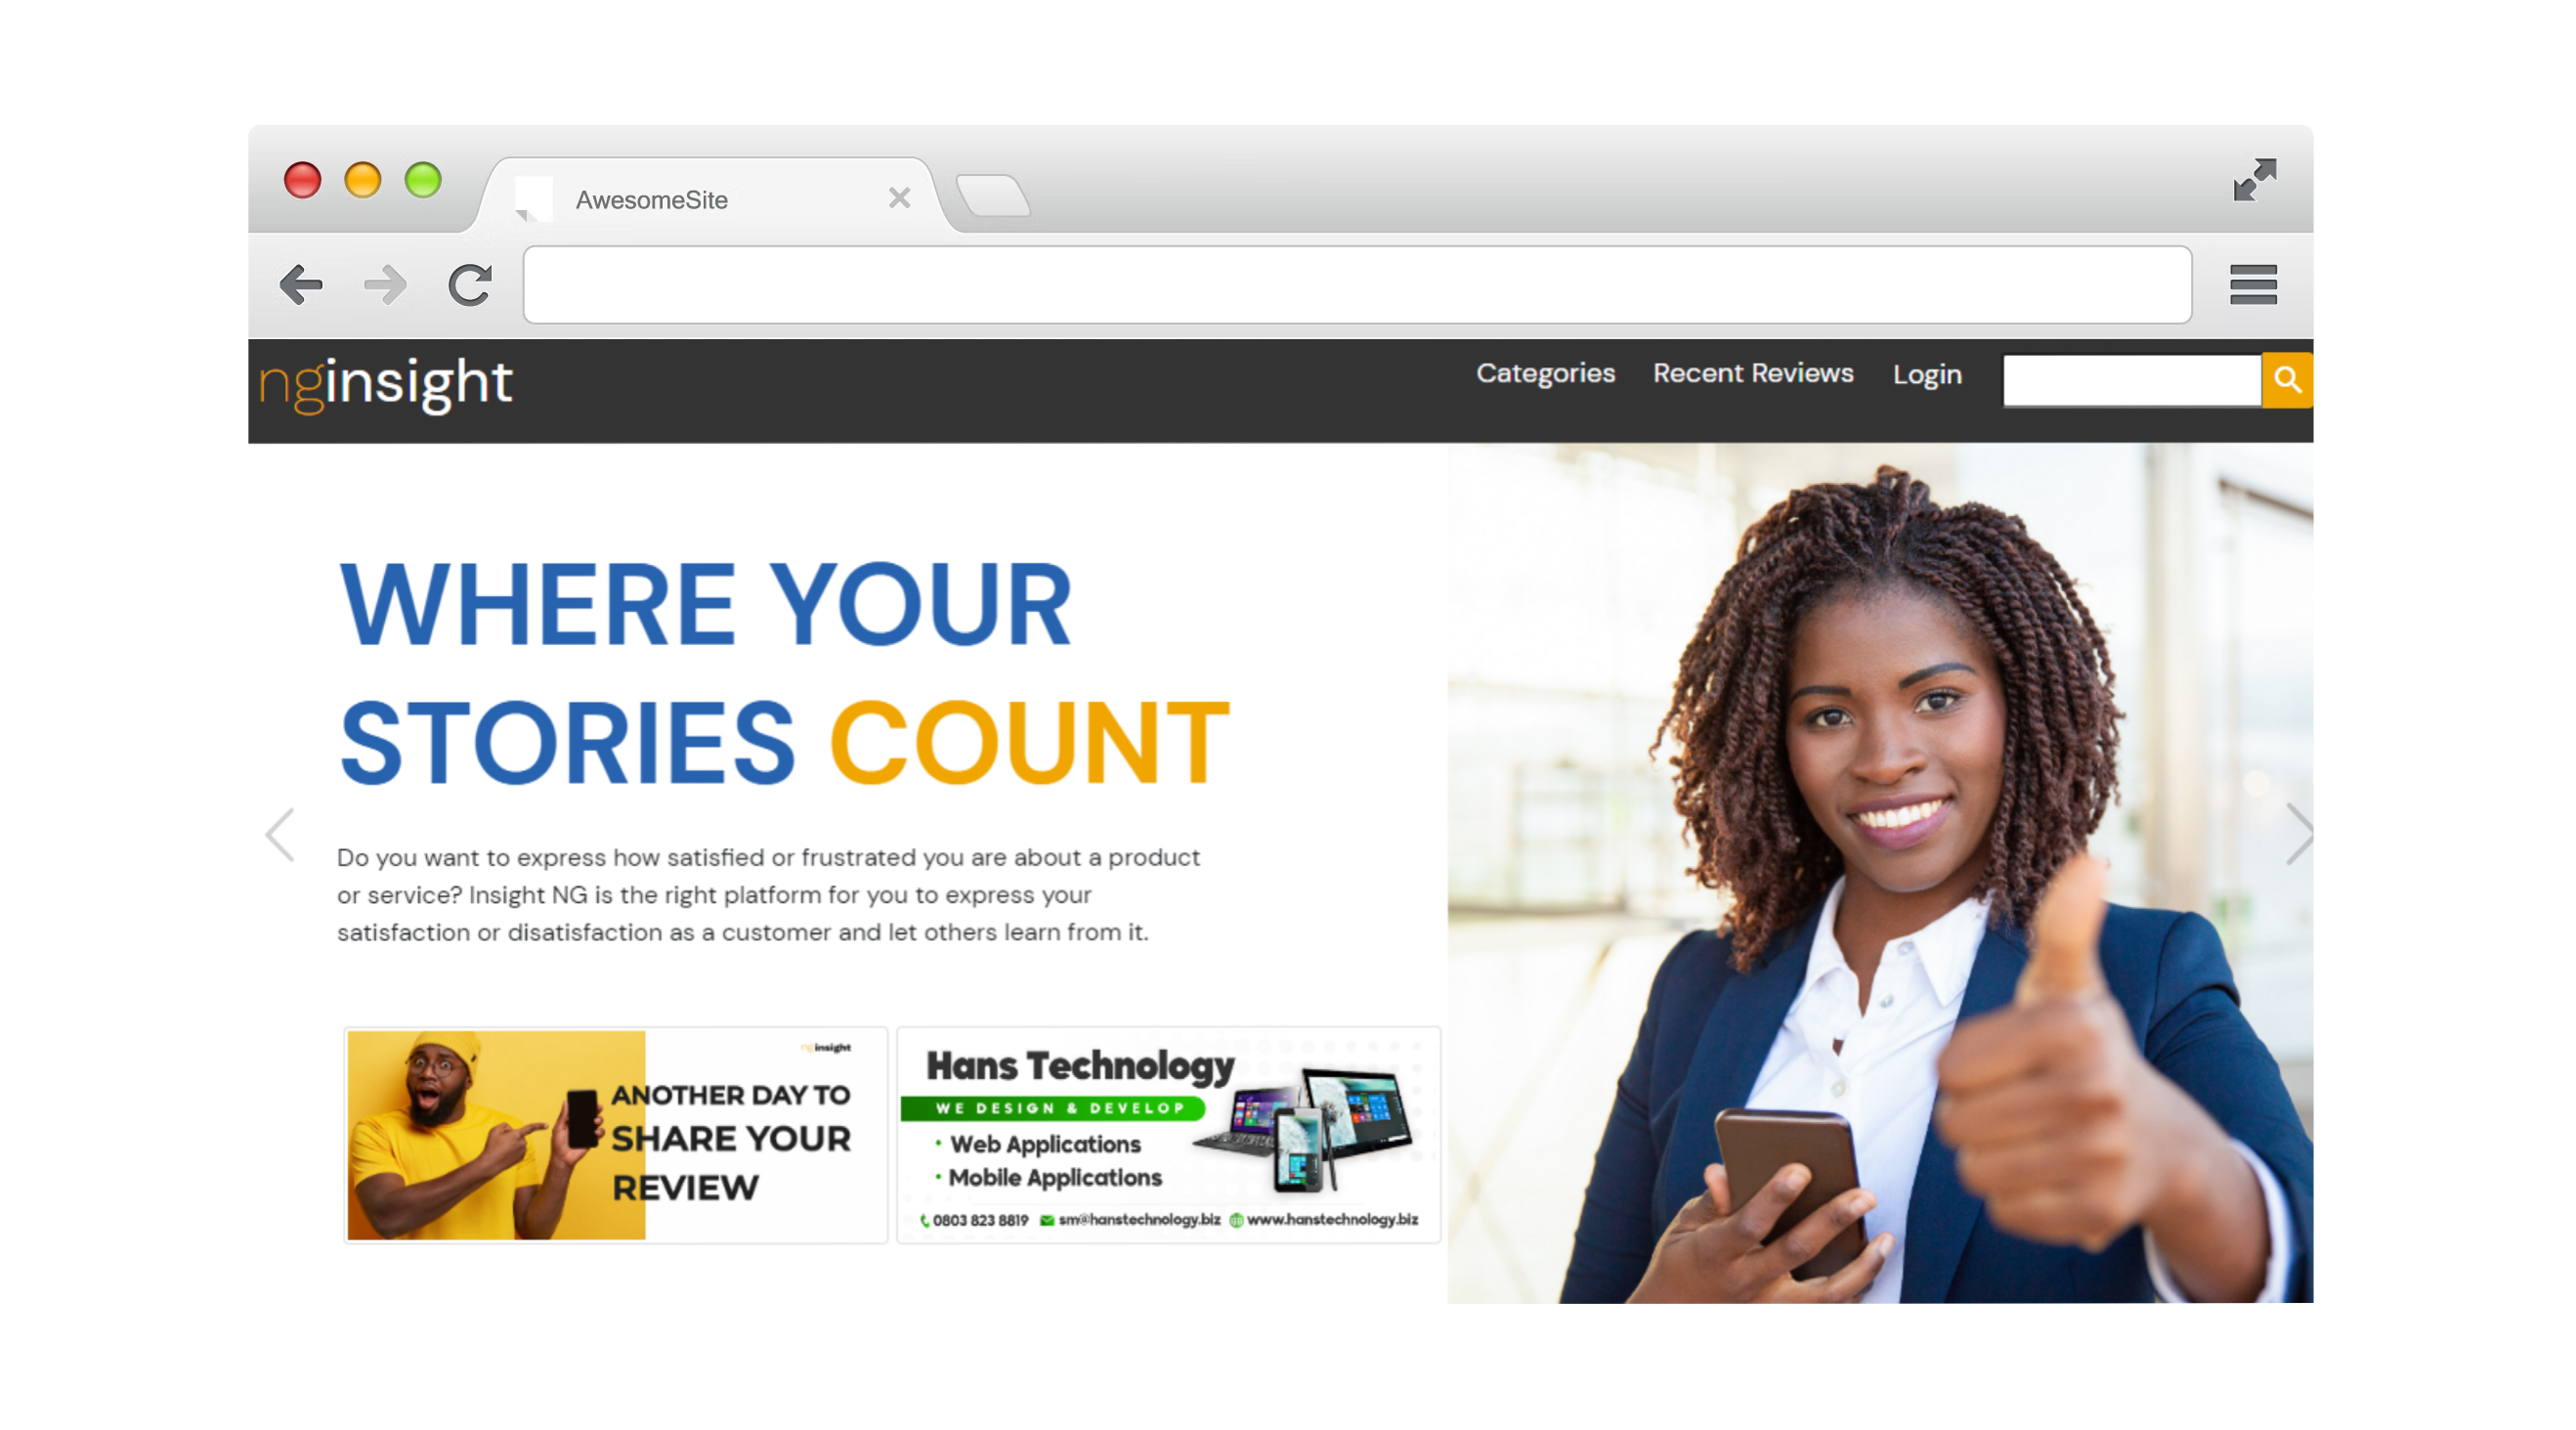 AwesomeSite
nginsight
Categories Recent Reviews Login
WHERE YOUR
STORIES COUNT
Do you want to express how satisfied or frustrated you are about a product
or service? Insight NG is the right platform for you to express your
satisfaction or disatisfaction as a customer and let others learn from it.
nginsight
ANOTHER DAY TO
SHARE YOUR
REVIEW
Hans Technology
WE DESIGN & DEVELOP
• Web Applications
• Mobile Applications
0803 823 8819 sm@hanstechnology.biz www.hanstechnology.biz